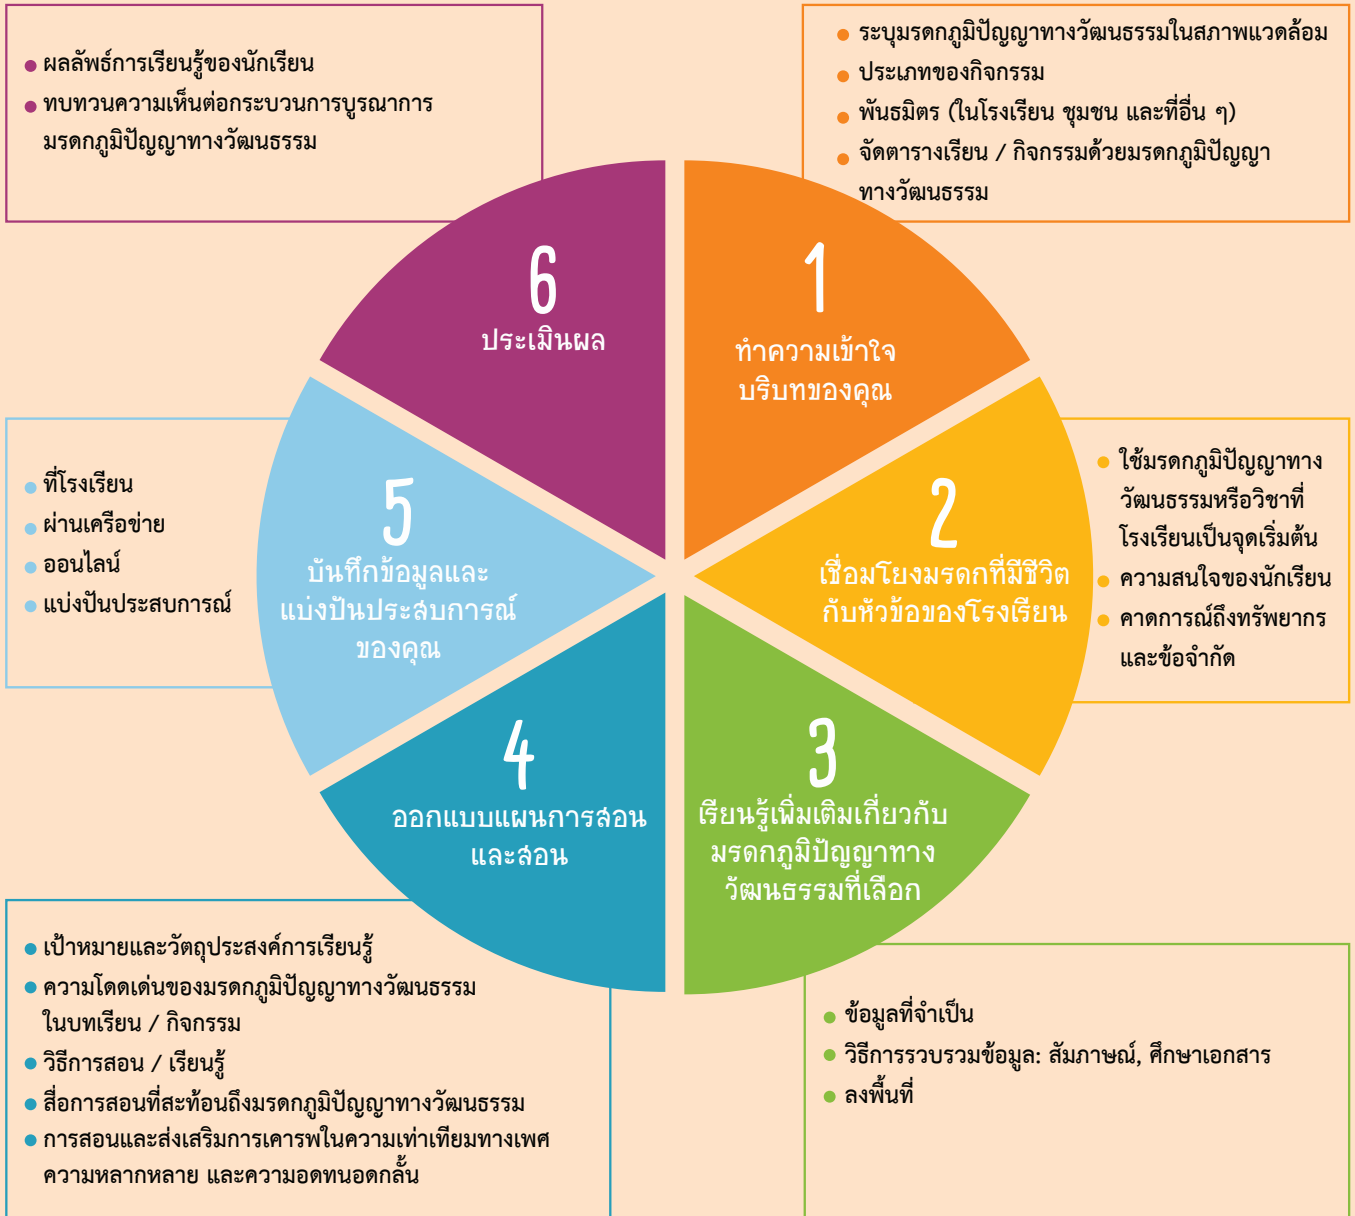 1
ทำความเข้าใจ
บริบทของคุณ
ระบุมรดกภูมิปัญญาทางวัฒนธรรมในสภาพแวดล้อม
ประเภทของกิจกรรม
พันธมิตร (ในโรงเรียน ชุมชน และที่อื่น ๆ)
จัดตารางเรียน / กิจกรรมด้วยมรดกภูมิปัญญา
ทางวัฒนธรรม
2
เชื่อมโยงมรดกที่มีชีวิต
กับหัวข้อของโรงเรียน
ใช้มรดกภูมิปัญญาทาง
วัฒนธรรมหรือวิชาที่
โรงเรียนเป็นจุดเริ่มต้น
ความสนใจของนักเรียน
คาดการณ์ถึงทรัพยากร
และข้อจำกัด
3
เรียนรู้เพิ่มเติมเกี่ยวกับ
มรดกภูมิปัญญาทาง
วัฒนธรรมที่เลือก
ข้อมูลที่จำเป็น
วิธีการรวบรวมข้อมูล: สัมภาษณ์, ศึกษาเอกสาร
ลงพื้นที่
4
ออกแบบแผนการสอน
และสอน
เป้าหมายและวัตถุประสงค์การเรียนรู้
ความโดดเด่นของมรดกภูมิปัญญาทางวัฒนธรรม
ในบทเรียน / กิจกรรม
วิธีการสอน / เรียนรู้
สื่อการสอนที่สะท้อนถึงมรดกภูมิปัญญาทางวัฒนธรรม
การสอนและส่งเสริมการเคารพในความเท่าเทียมทางเพศ
ความหลากหลาย และความอดทนอดกลั้น
5
บันทึกข้อมูลและ
แบ่งปันประสบการณ์
ของคุณ
ที่โรงเรียน
ผ่านเครือข่าย
ออนไลน์
แบ่งปันประสบการณ์
6
ประเมินผล
ผลลัพธ์การเรียนรู้ของนักเรียน
ทบทวนความเห็นต่อกระบวนการบูรณาการ
มรดกภูมิปัญญาทางวัฒนธรรม